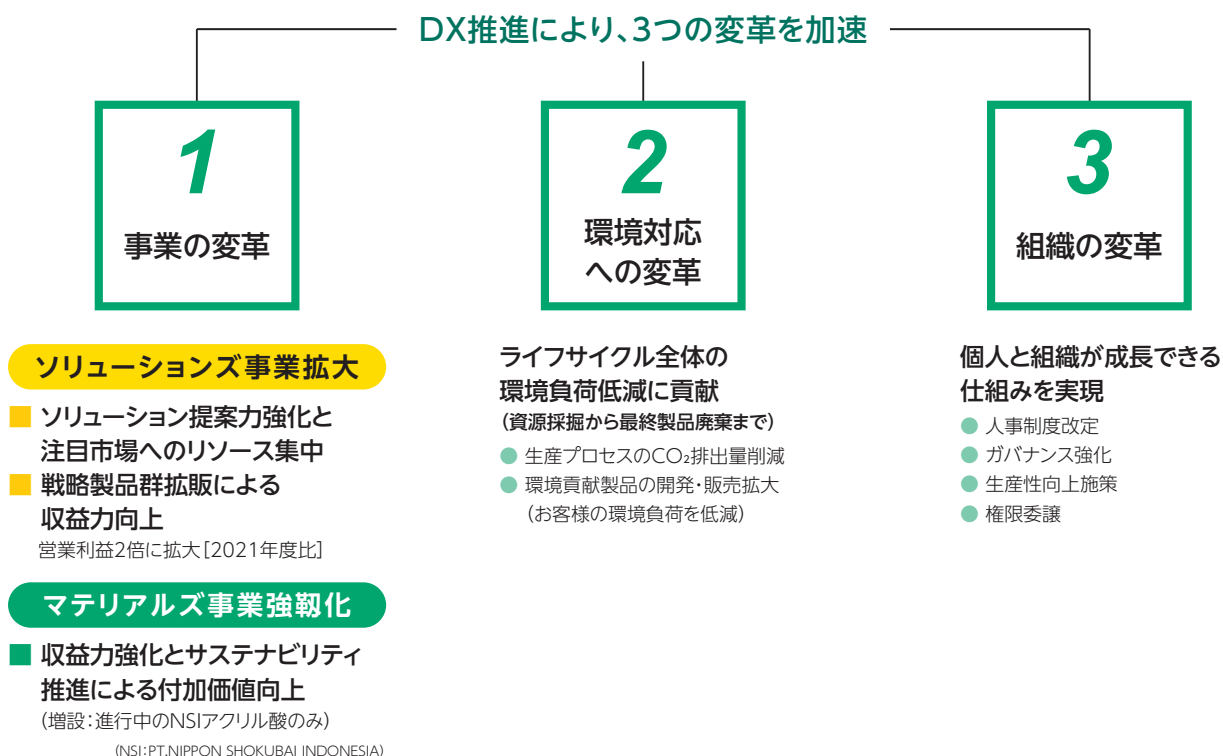 DX推進により、3つの変革を加速
1
事業の変革
ソリューションズ事業拡大
ソリューション提案力強化と
注目市場へのリソース集中
戦略製品群拡販による
収益力向上
営業利益2倍に拡大[2021年度比]
マテリアルズ事業強靱化
収益力強化とサステナビリティ
推進による付加価値向上
(増設:進行中のNSIアクリル酸のみ)
(NSI:PT.NIPPON SHOKUBAI INDONESIA)
2
環境対応
への変革
ライフサイクル全体の
環境負荷低減に貢献
(資源採掘から最終製品廃棄まで)
生産プロセスのCO₂排出量削減
環境貢献製品の開発・販売拡大
(お客様の環境負荷を低減)
3
組織の変革
個人と組織が成長できる
仕組みを実現
人事制度改定
ガバナンス強化
生産性向上施策
権限委譲